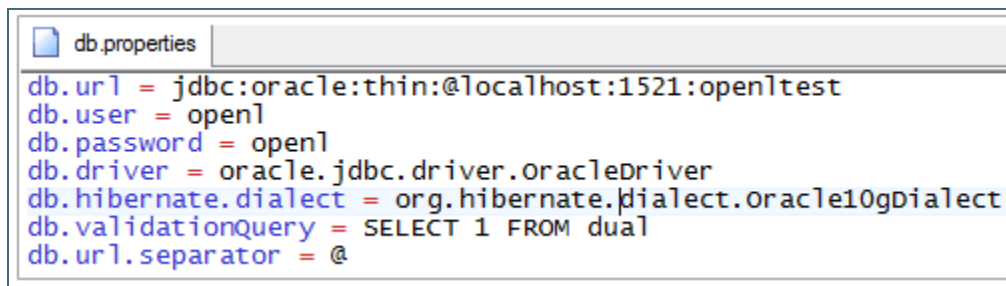 db.properties
db.url = jdbc:oracle:thin:@localhost:1521:openltest
db.user = openl
db.password = openl
db.driver = oracle.jdbc.driver.OracleDriver
db.hibernate.dialect = org.hibernate.dialect.Oracle10gDialect
db.validationQuery = SELECT 1 FROM dual
db.url.separator = @